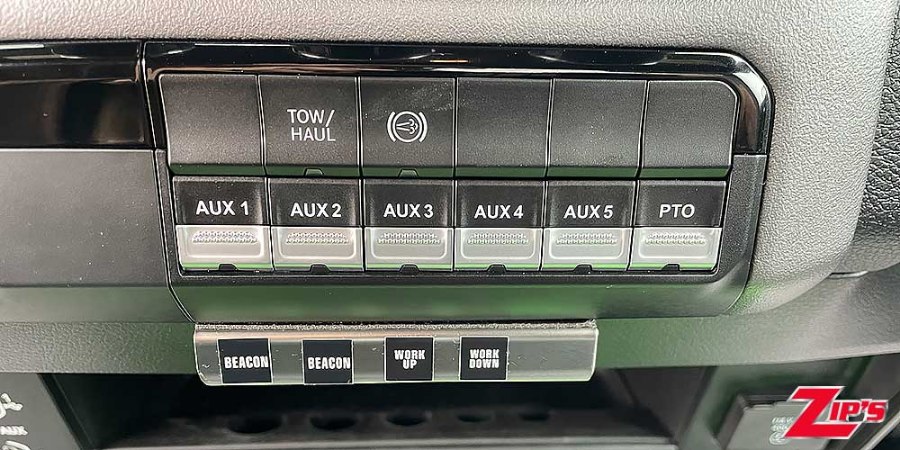 TOW/
HAUL
AUX 1 AUX 2 AUX 3 AUX 4 AUX 5 PTO
BEACON BEACON WORK UP WORK DOWN
AUX
ZIP'S